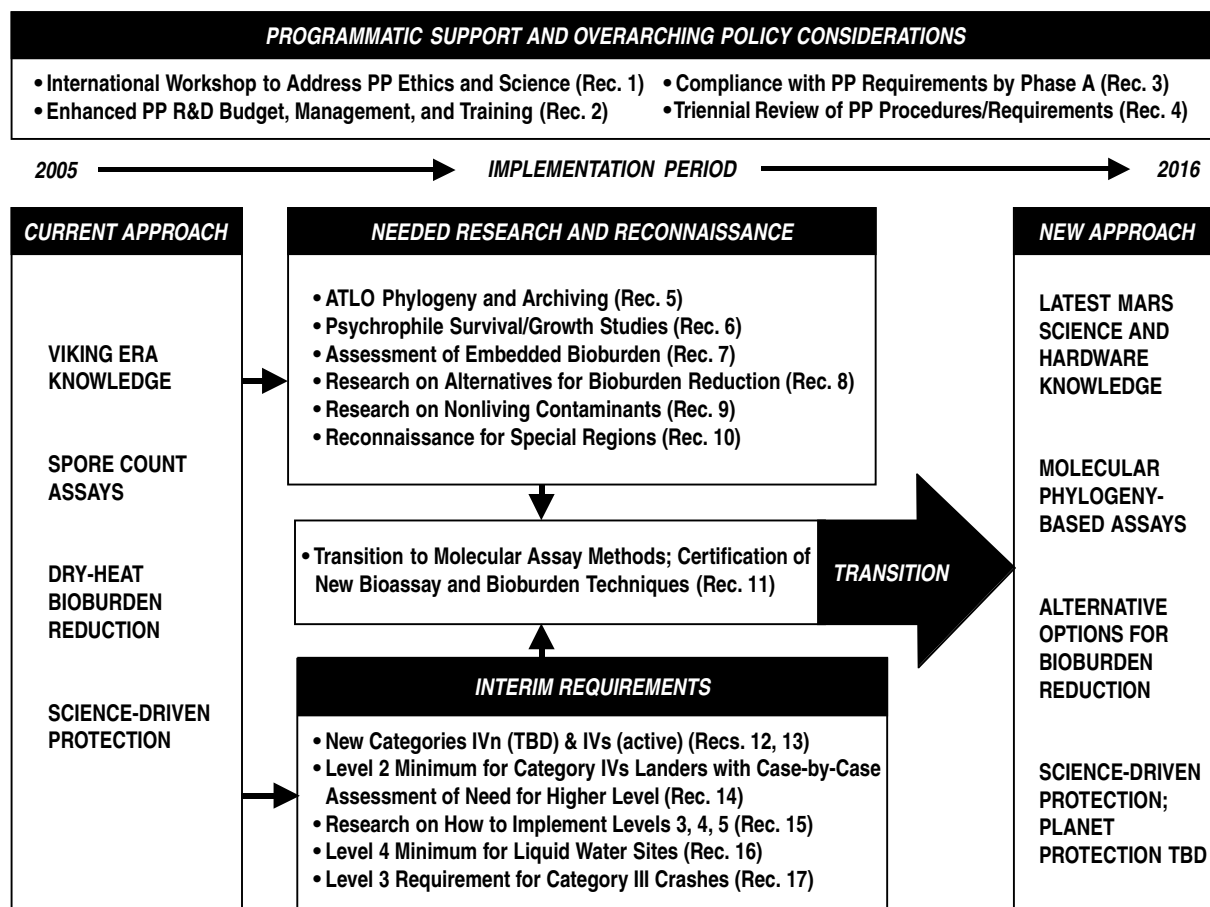 PROGRAMMATIC SUPPORT AND OVERARCHING POLICY CONSIDERATIONS
• International Workshop to Address PP Ethics and Science (Rec. 1)
• Enhanced PP R&D Budget, Management, and Training (Rec. 2)
• Compliance with PP Requirements by Phase A (Rec. 3)
• Triennial Review of PP Procedures/Requirements (Rec. 4)
2005 IMPLEMENTATION PERIOD 2016
CURRENT APPROACH
VIKING ERA
KNOWLEDGE
SPORE COUNT
ASSAYS
DRY-HEAT
BIOBURDEN
REDUCTION
SCIENCE-DRIVEN
PROTECTION
NEEDED RESEARCH AND RECONNAISSANCE
• ATLO Phylogeny and Archiving (Rec. 5)
• Psychrophile Survival/Growth Studies (Rec. 6)
• Assessment of Embedded Bioburden (Rec. 7)
• Research on Alternatives for Bioburden Reduction (Rec. 8)
• Research on Nonliving Contaminants (Rec. 9)
• Reconnaissance for Special Regions (Rec. 10)
• Transition to Molecular Assay Methods; Certification of
New Bioassay and Bioburden Techniques (Rec. 11)
TRANSITION
INTERIM REQUIREMENTS
• New Categories IVn (TBD) & IVs (active) (Recs. 12, 13)
• Level 2 Minimum for Category IVs Landers with Case-by-Case
Assessment of Need for Higher Level (Rec. 14)
• Research on How to Implement Levels 3, 4, 5 (Rec. 15)
• Level 4 Minimum for Liquid Water Sites (Rec. 16)
• Level 3 Requirement for Category III Crashes (Rec. 17)
NEW APPROACH
LATEST MARS
SCIENCE AND
HARDWARE
KNOWLEDGE
MOLECULAR
PHYLOGENY-
BASED ASSAYS
ALTERNATIVE
OPTIONS FOR
BIOBURDEN
REDUCTION
SCIENCE-DRIVEN
PROTECTION;
PLANET
PROTECTION TBD